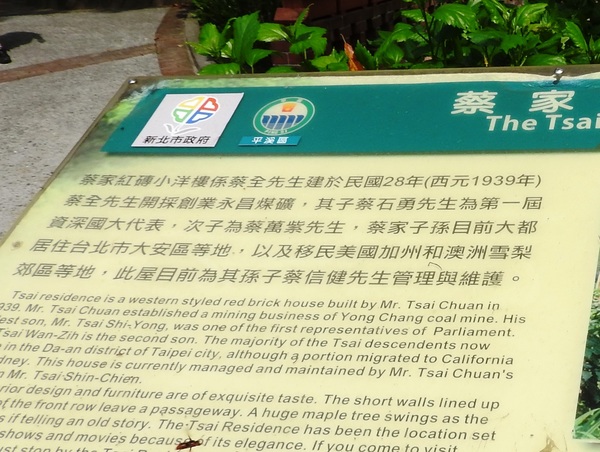 新北市政府
平溪區
蔡家
The Tsai
蔡家紅磚小洋樓係蔡全先生建於民國28年(西元1939年)
蔡全先生開採創業永昌煤礦，其子蔡石勇先生為第一屆
資深國大代表，次子為蔡萬紫先生，蔡家子孫目前大都
居住台北市大安區等地，以及移民美國加州和澳洲雪梨
郊區等地，此屋目前為其孫子蔡信健先生管理與維護。
Tsai residence is a western styled red brick house built by Mr. Tsai Chuan in
939. Mr. Tsai Chuan established a mining business of Yong Chang coal mine. His
est son, Mr. Tsai Shi-Yong, was one of the first representatives of Parliament.
Tsai Wan-Zih is the second son. The majority of the Tsai descendents now
in the Da-an district of Taipei city, although a portion migrated to California
dney. This house is currently managed and maintained by Mr. Tsai Chuan's
n Mr. Tsai Shin-Chien.
rior design and furniture are of exquisite taste. The short walls lined up
at the front row leave a passageway. A huge maple tree swings as the
s if telling an old story. The Tsai Residence has been the location set
shows and movies because of its elegance. If you come to visit
ust stop by the Tsai